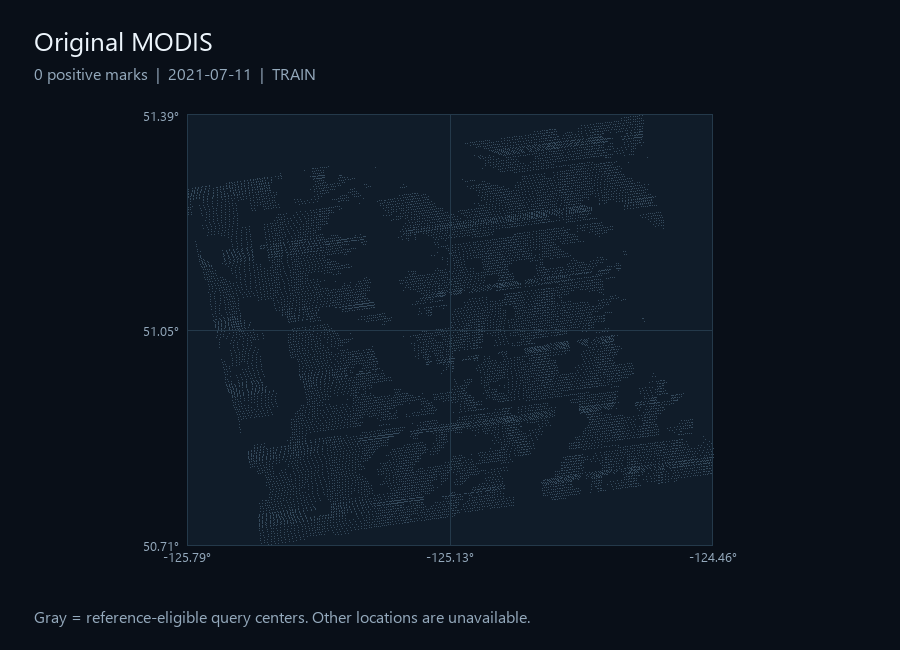 Original MODIS
0 positive marks | 2021-07-11 | TRAIN
51.39°
51.05°
50.71°
-125.79°
-125.13°
-124.46°
Gray = reference-eligible query centers. Other locations are unavailable.